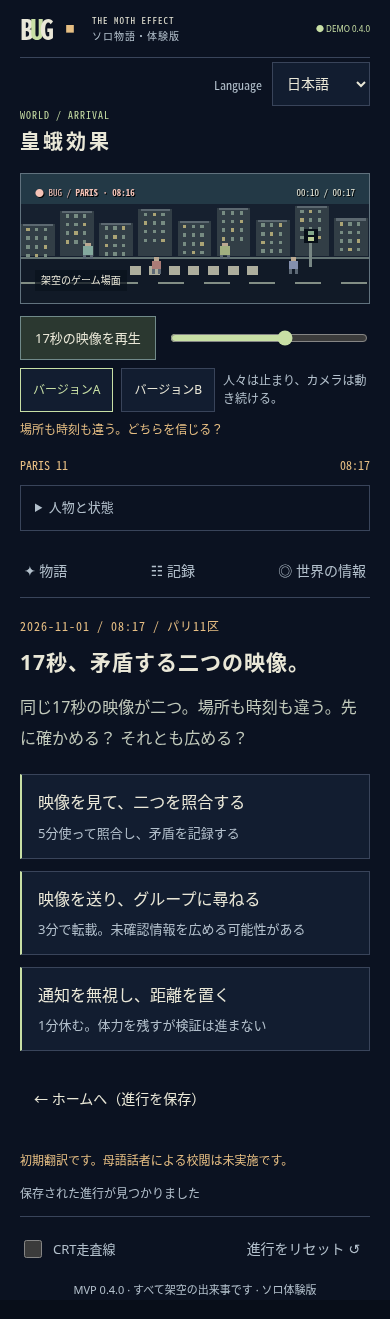 BUG
THE MOTH EFFECT
ソロ物語・体験版
DEMO 0.4.0
Language
日本語
WORLD / ARRIVAL
皇蛾効果
BUG / PARIS · 08:16
00:10 / 00:17
架空のゲーム場面
17秒の映像を再生
バージョンA
バージョンB
人々は止まり、カメラは動
き続ける。
場所も時刻も違う。どちらを信じる？
PARIS 11
08:17
▶ 人物と状態
✦ 物語
☷ 記録
◎ 世界の情報
2026-11-01 / 08:17 / パリ11区
17秒、矛盾する二つの映像。
同じ17秒の映像が二つ。場所も時刻も違う。先
に確かめる？ それとも広める？
映像を見て、二つを照合する
5分使って照合し、矛盾を記録する
映像を送り、グループに尋ねる
3分で転載。未確認情報を広める可能性がある
通知を無視し、距離を置く
1分休む。体力を残すが検証は進まない
← ホームへ（進行を保存）
初期翻訳です。母語話者による校閲は未実施です。
保存された進行が見つかりました
CRT走査線
進行をリセット ↺
MVP 0.4.0 · すべて架空の出来事です · ソロ体験版